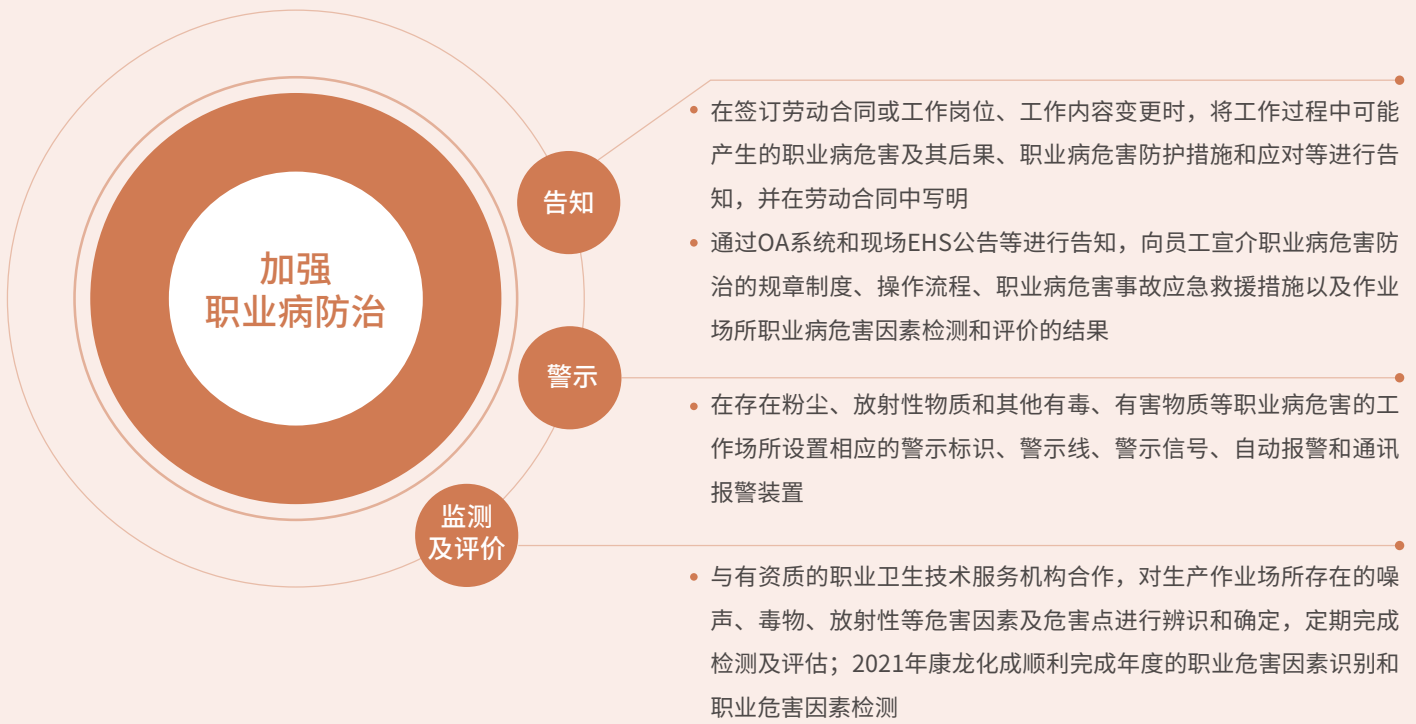 加强
职业病防治
告知
在签订劳动合同或工作岗位、工作内容变更时，将工作过程中可能
产生的职业病危害及其后果、职业病危害防护措施和应对等进行告
知，并在劳动合同中写明
通过OA系统和现场EHS公告等进行告知，向员工宣介职业病危害防
治的规章制度、操作流程、职业病危害事故应急救援措施以及作业
场所职业病危害因素检测和评价的结果
警示
在存在粉尘、放射性物质和其他有毒、有害物质等职业病危害的工
作场所设置相应的警示标识、警示线、警示信号、自动报警和通讯
报警装置
监测
及评价
与有资质的职业卫生技术服务机构合作，对生产作业场所存在的噪
声、毒物、放射性等危害因素及危害点进行辨识和确定，定期完成
检测及评估；2021年康龙化成顺利完成年度的职业危害因素识别和
职业危害因素检测